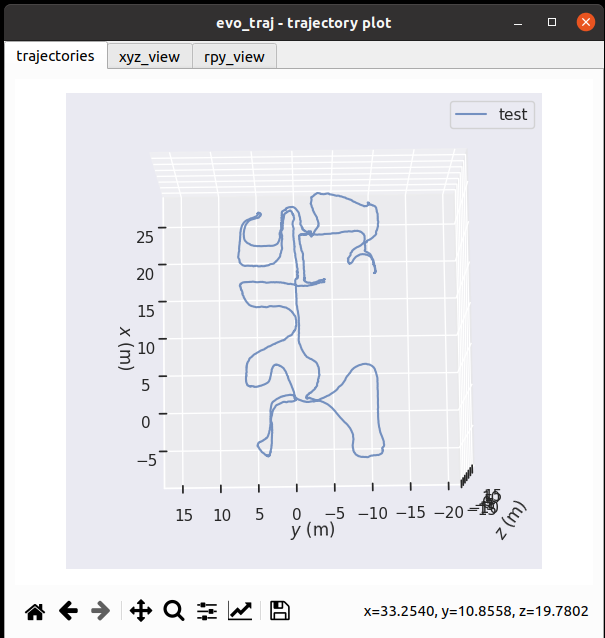 evo_traj - trajectory plot
trajectories xyz_view rpy_view
test
25
20
15
10
5
0
−5
x (m)
15 10 5 0 −5 −10 −15 −20
y (m)
z (m)
x=33.2540, y=10.8558, z=19.7802